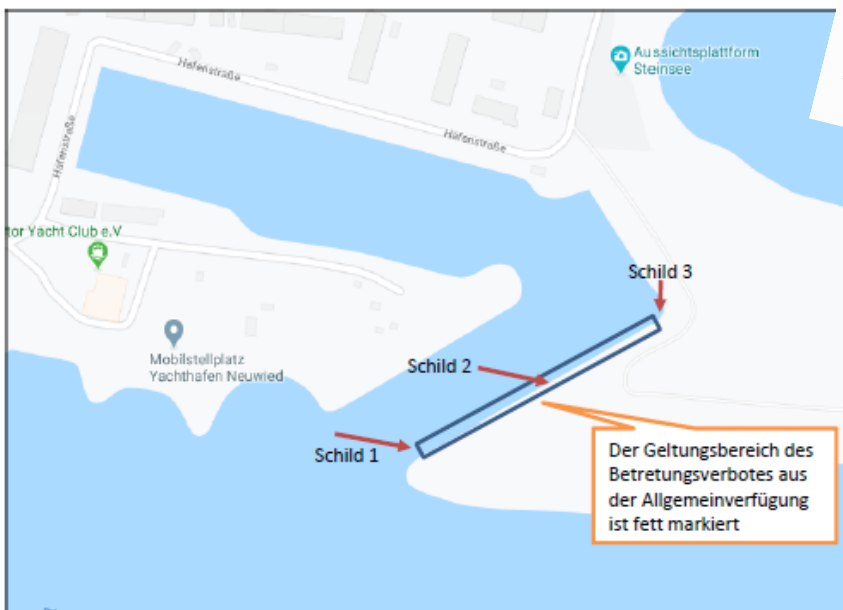 Aussichtsplattform
Steinsee
Hafenstraße
Hafenstraße
Hafenstraße
tor Yacht Club e.V
Schild 3
Mobilstellplatz
Yachthafen Neuwied
Schild 2
Schild 1
Der Geltungsbereich des
Betretungsverbotes aus
der Allgemeinverfügung
ist fett markiert